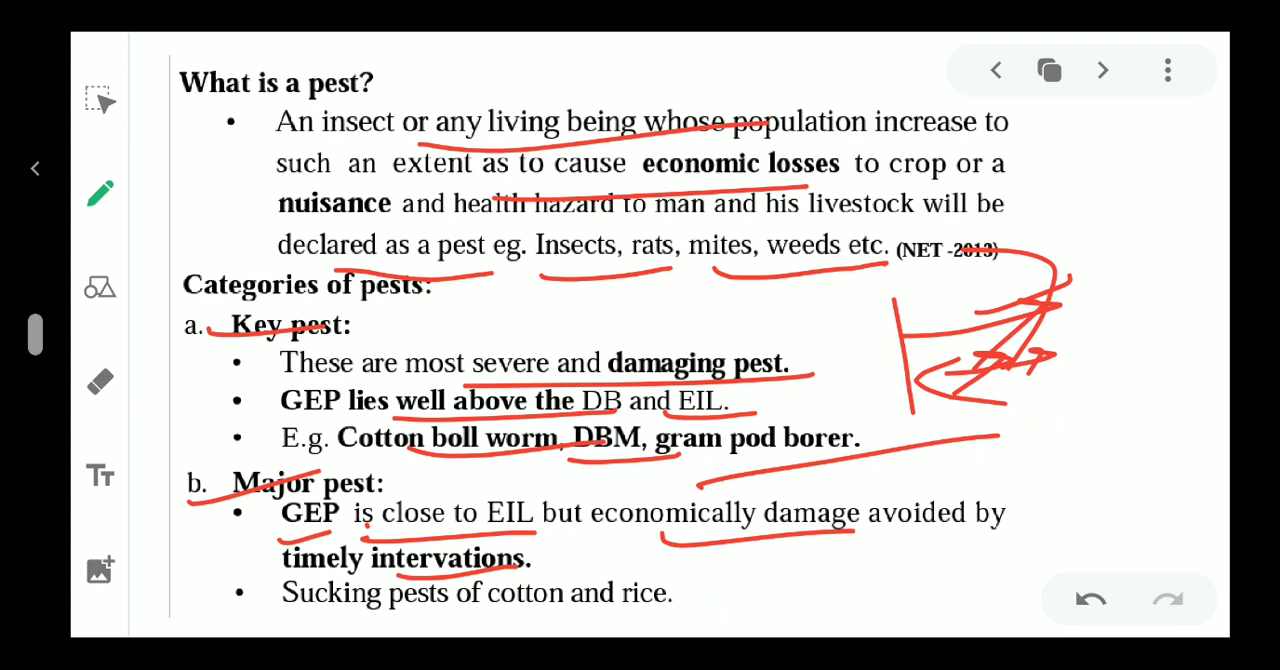 What is a pest?
• An insect or any living being whose population increase to
such an extent as to cause economic losses to crop or a
nuisance and health hazard to man and his livestock will be
declared as a pest eg. Insects, rats, mites, weeds etc. (NET -2013)
Categories of pests:
a. Key pest:
• These are most severe and damaging pest.
• GEP lies well above the DB and EIL.
• E.g. Cotton boll worm, DBM, gram pod borer.
b. Major pest:
• GEP is close to EIL but economically damage avoided by
timely intervations.
• Sucking pests of cotton and rice.
TT